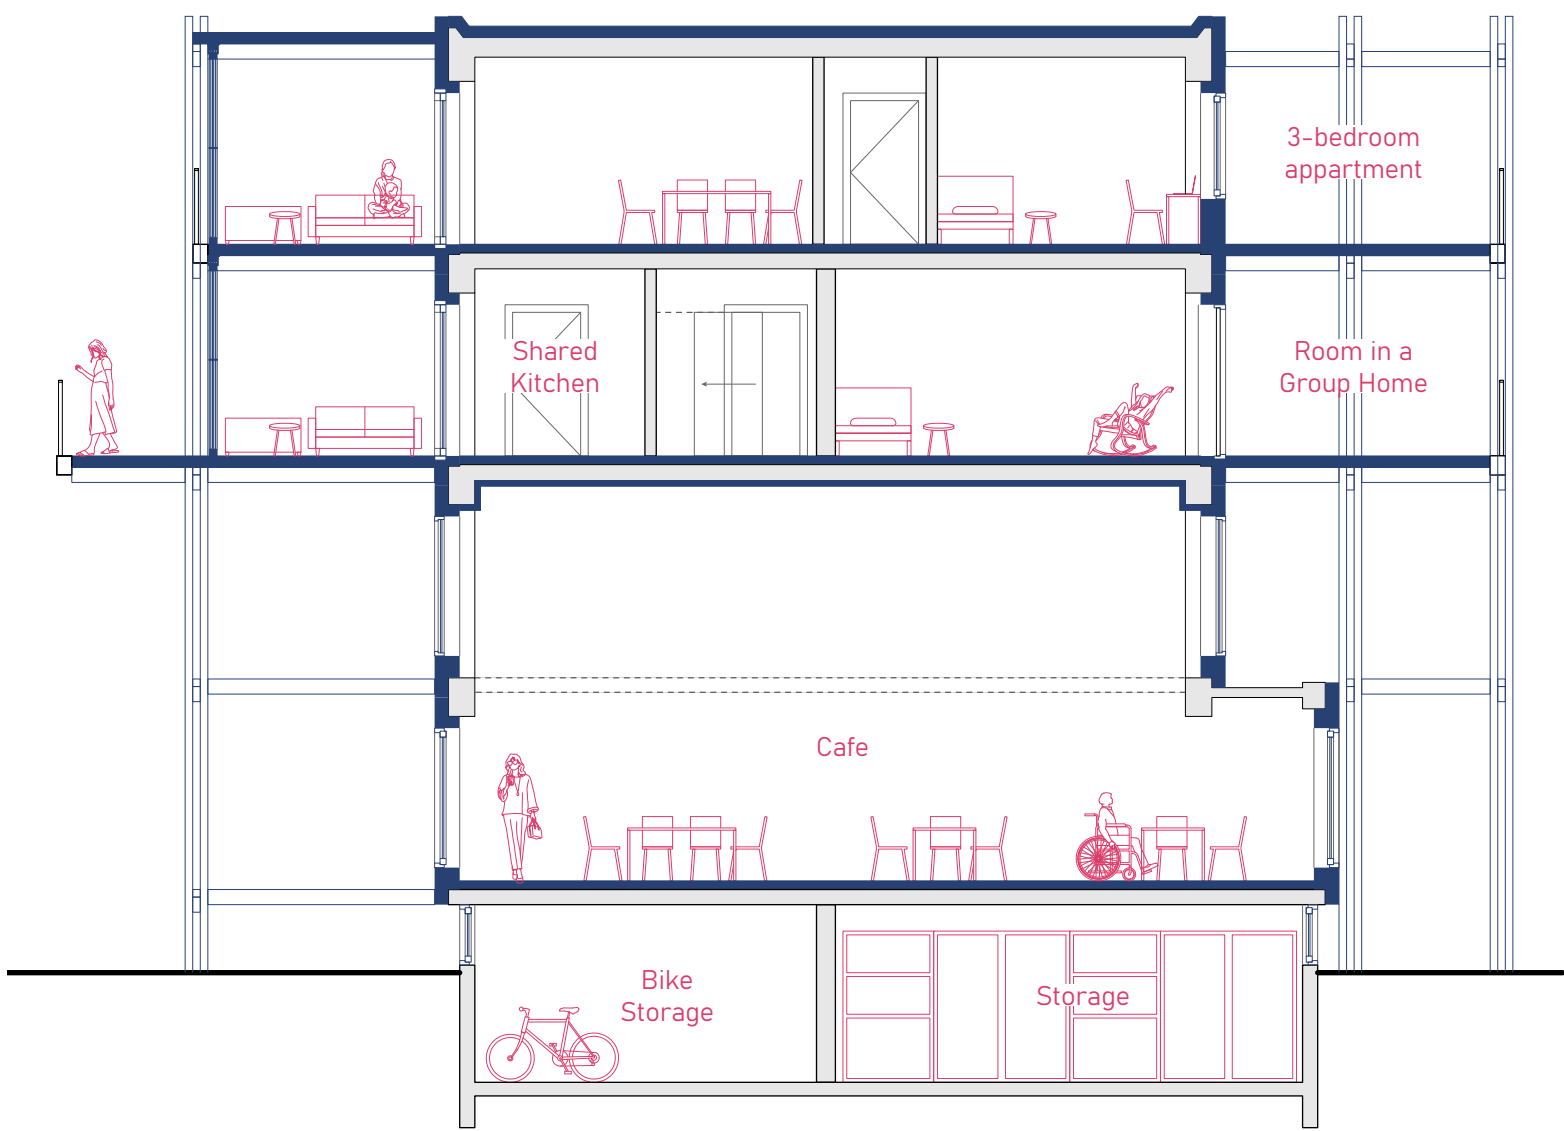 3-bedroom
appartment
Shared
Kitchen
Room in a
Group Home
Cafe
Bike
Storage
Storage